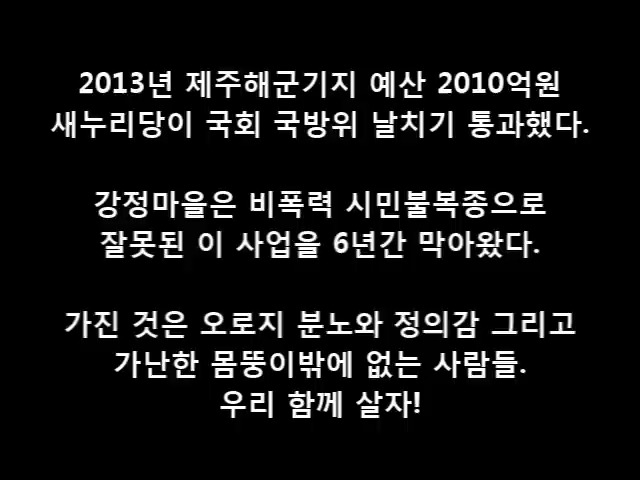 2013년 제주해군기지 예산 2010억원
새누리당이 국회 국방위 날치기 통과했다.
강정마을은 비폭력 시민불복종으로
잘못된 이 사업을 6년간 막아왔다.
가진 것은 오로지 분노와 정의감 그리고
가난한 몸뚱이밖에 없는 사람들.
우리 함께 살자!